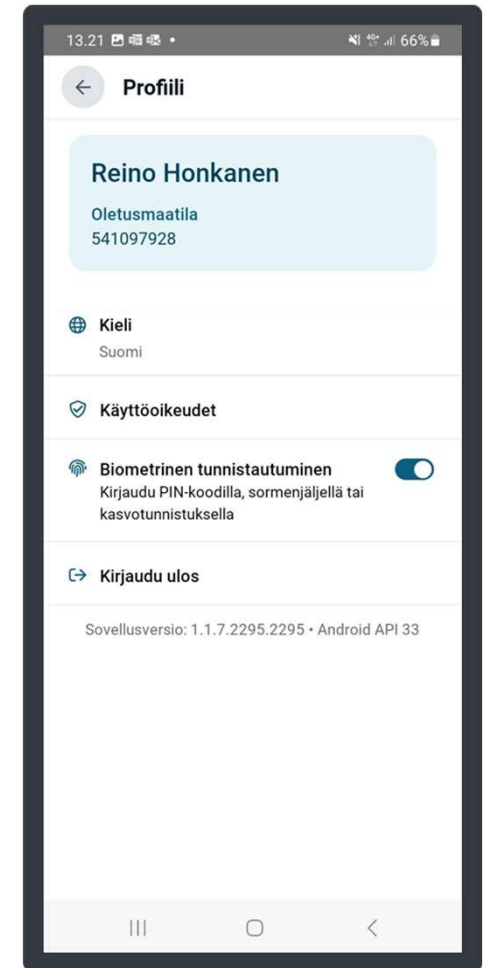 13.21
4G+
66%
Profiili
Reino Honkanen
Oletusmaatila
541097928
Kieli
Suomi
Käyttöoikeudet
Biometrinen tunnistautuminen
Kirjaudu PIN-koodilla, sormenjäljellä tai
kasvotunnistuksella
Kirjaudu ulos
Sovellusversio: 1.1.7.2295.2295 • Android API 33